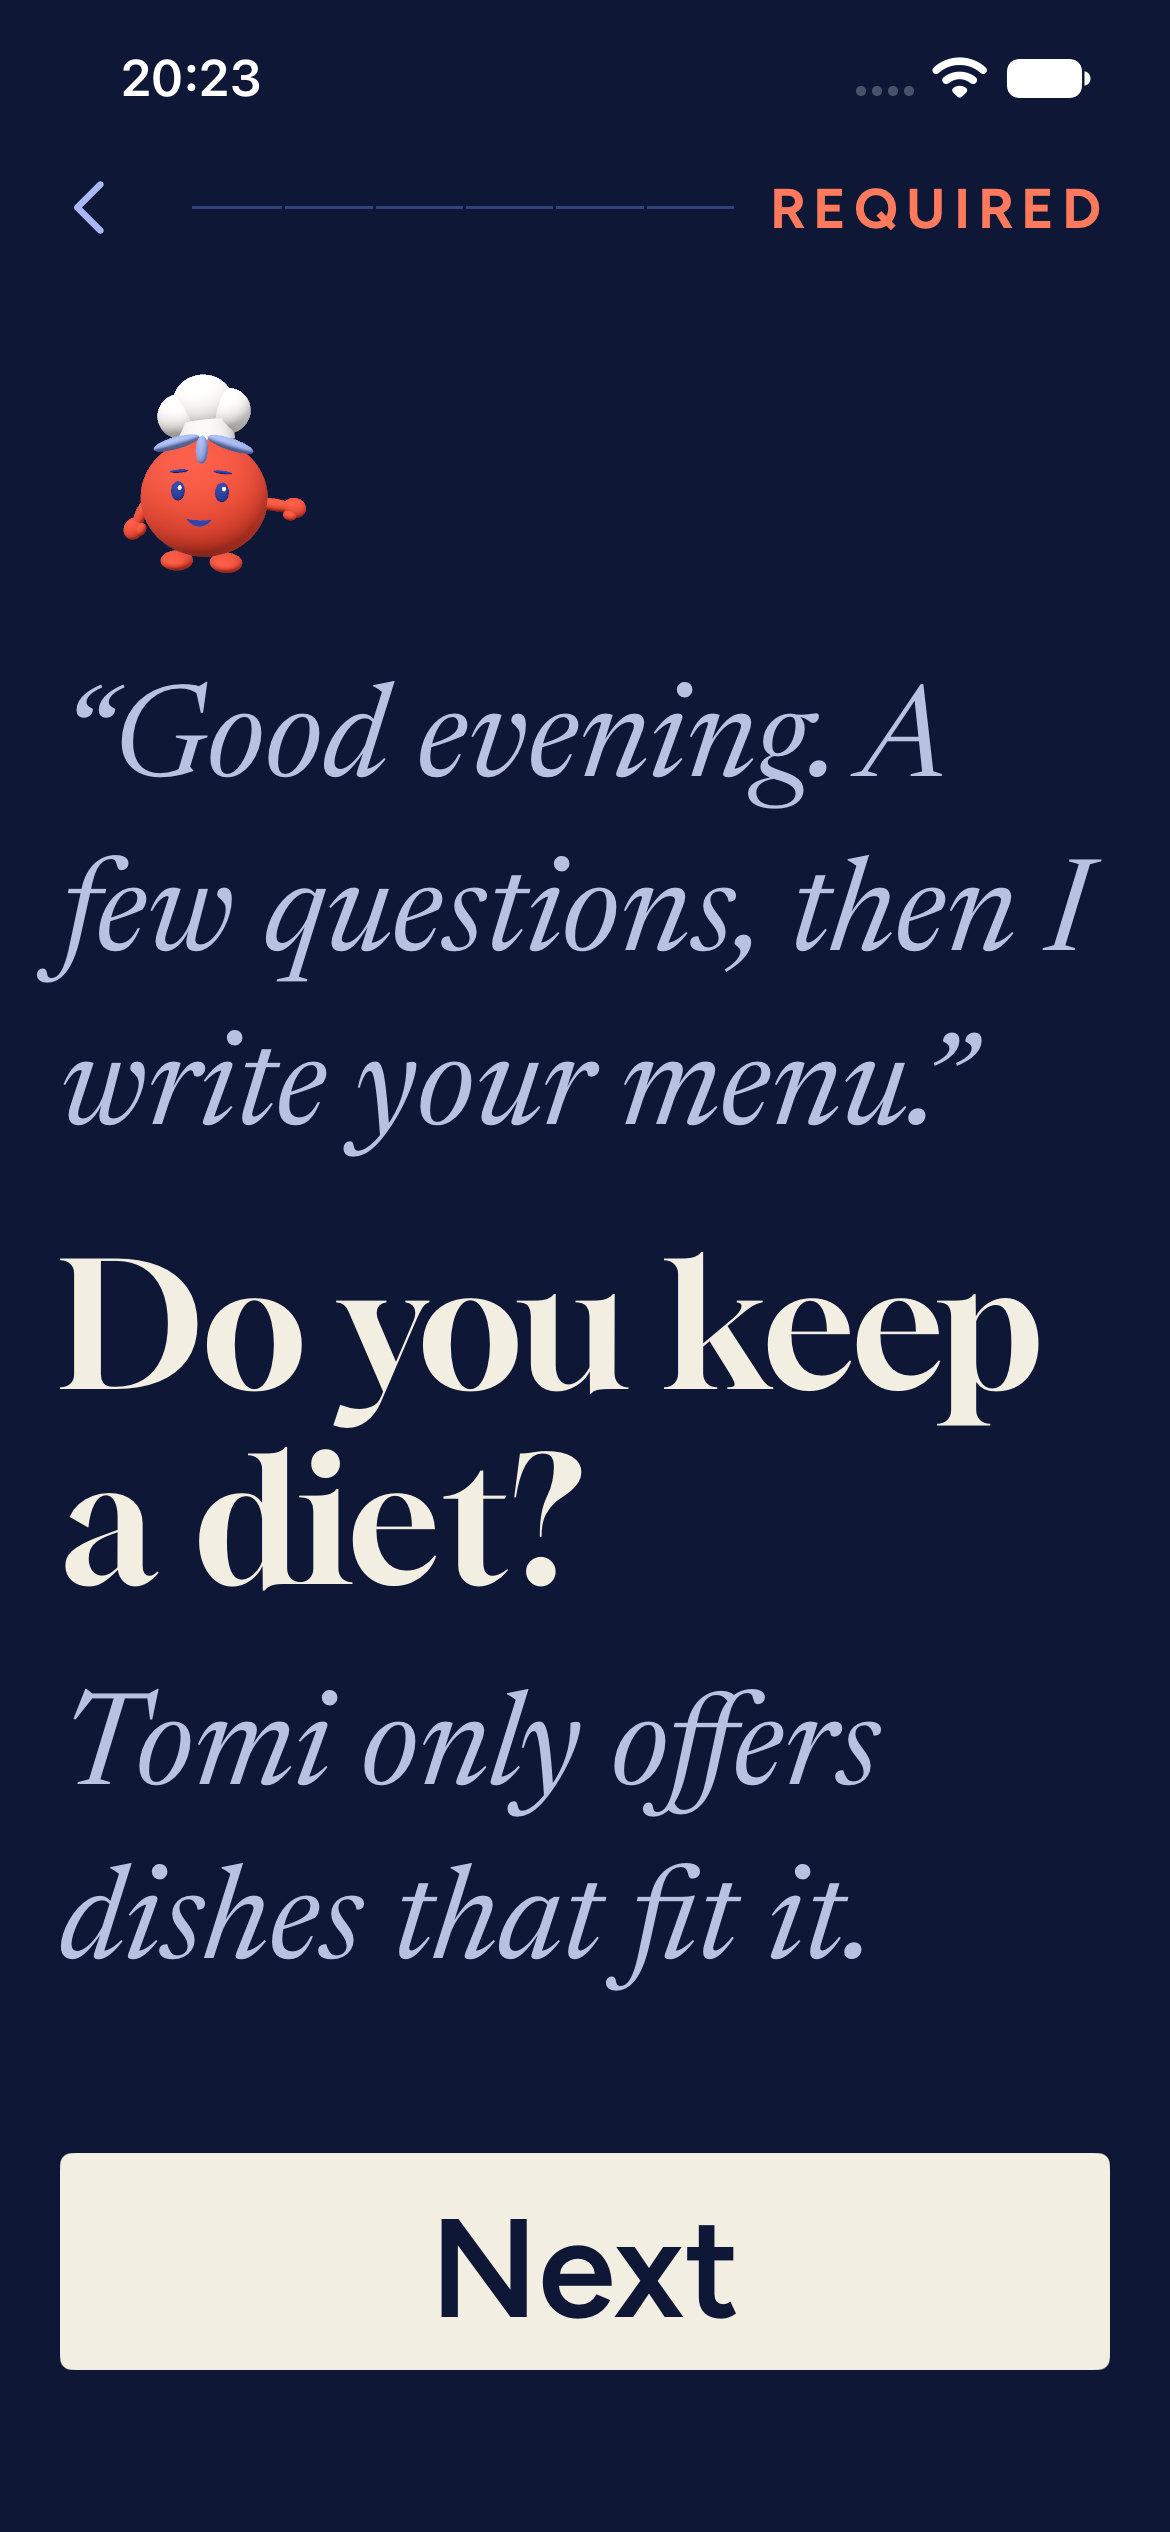 20:23
REQUIRED
“Good evening. A
few questions, then I
write your menu.”
Do you keep
a diet?
Tomi only offers
dishes that fit it.
Next